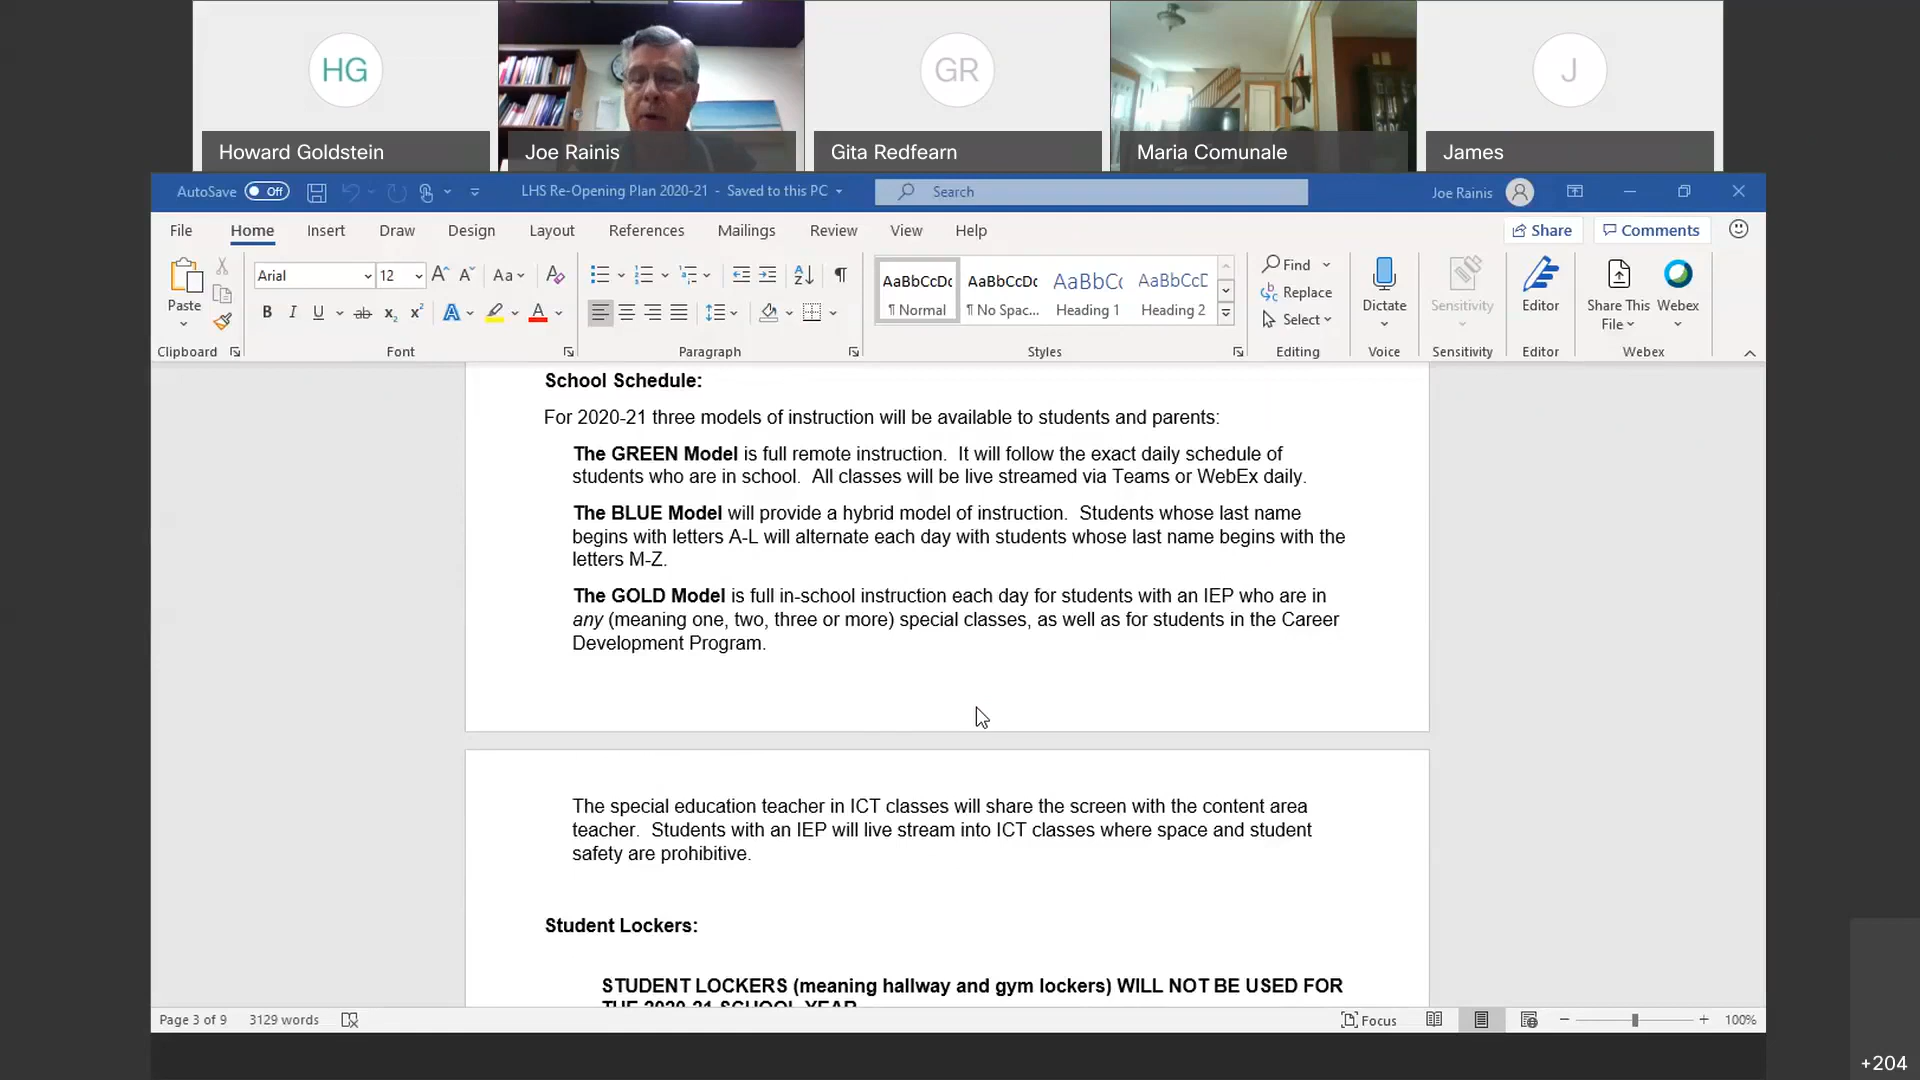 HG
GR
J
Howard Goldstein
Joe Rainis
Gita Redfearn
Maria Comunale
James
AutoSave Off
LHS Re-Opening Plan 2020-21 - Saved to this PC
Search
Joe Rainis
File Home Insert Draw Design Layout References Mailings Review View Help
Share
Comments
Arial
12
Aa
Find
AaBbCcDc AaBbCcDc AaBbCc AaBbCcD
Replace
Paste
Dictate
Sensitivity
Editor
Share This File
Webex
B I U ab x₂ x² A A
¶ Normal ¶ No Spac... Heading 1 Heading 2
Select
Clipboard Font Paragraph Styles Editing Voice Sensitivity Editor Webex
School Schedule:
For 2020-21 three models of instruction will be available to students and parents:
The GREEN Model is full remote instruction. It will follow the exact daily schedule of
students who are in school. All classes will be live streamed via Teams or WebEx daily.
The BLUE Model will provide a hybrid model of instruction. Students whose last name
begins with letters A-L will alternate each day with students whose last name begins with the
letters M-Z.
The GOLD Model is full in-school instruction each day for students with an IEP who are in
any (meaning one, two, three or more) special classes, as well as for students in the Career
Development Program.
The special education teacher in ICT classes will share the screen with the content area
teacher. Students with an IEP will live stream into ICT classes where space and student
safety are prohibitive.
Student Lockers:
STUDENT LOCKERS (meaning hallway and gym lockers) WILL NOT BE USED FOR
THE 2020-21 SCHOOL YEAR
Page 3 of 9 3129 words
Focus
100%
+204